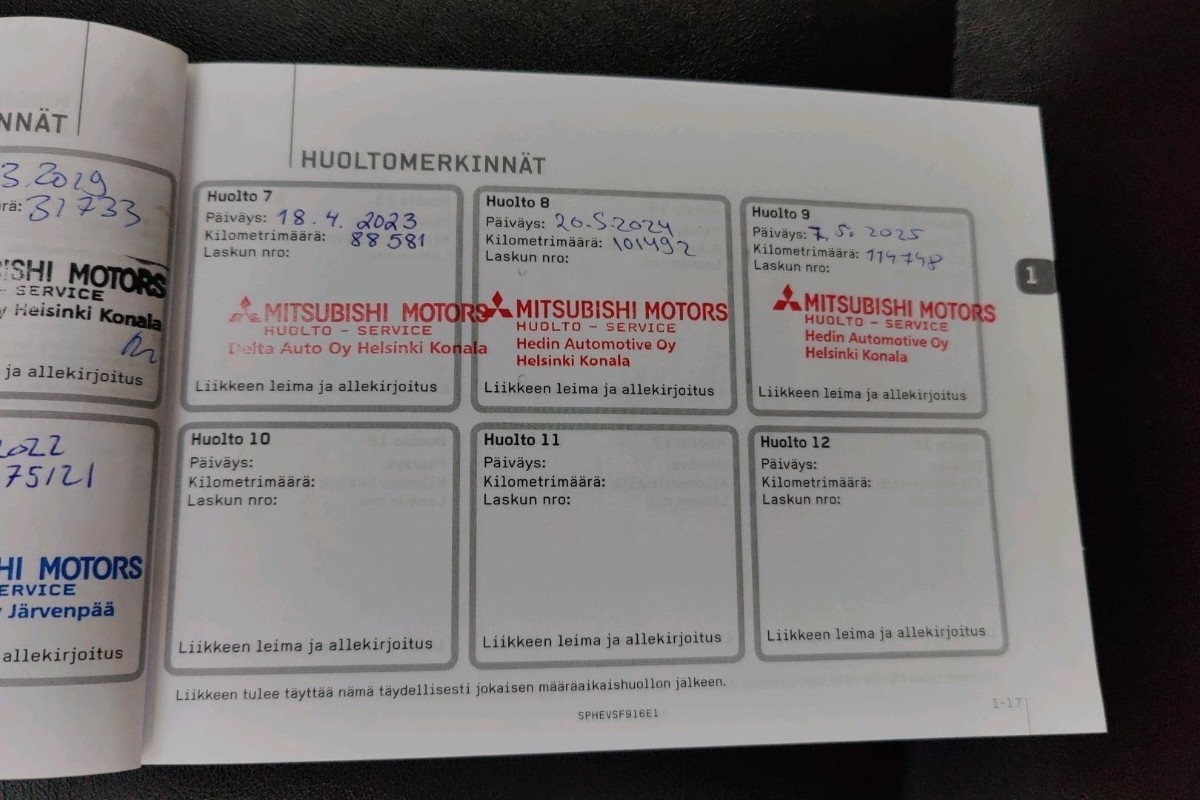 NNÄT
3.2019
rä: 31733
ISHI MOTORS
- SERVICE
y Helsinki Konala
ja allekirjoitus
2022
75121
HI MOTORS
ERVICE
y Järvenpää
allekirjoitus
HUOLTOMERKINNÄT
Huolto 7
Päiväys: 18.4. 2023
Kilometrimäärä: 88581
Laskun nro:
MITSUBISHI MOTORS
HUOLTO - SERVICE
Delta Auto Oy Helsinki Konala
Liikkeen leima ja allekirjoitus
Huolto 8
Päiväys: 20.5.2024
Kilometrimäärä: 101492
Laskun nro:
MITSUBISHI MOTORS
HUOLTO - SERVICE
Hedin Automotive Oy
Helsinki Konala
Liikkeen leima ja allekirjoitus
Huolto 9
Päiväys: 7.5. 2025
Kilometrimäärä: 114748
Laskun nro:
MITSUBISHI MOTORS
HUOLTO - SERVICE
Hedin Automotive Oy
Helsinki Konala
Liikkeen leima ja allekirjoitus
1
Huolto 10
Päiväys:
Kilometrimäärä:
Laskun nro:
Liikkeen leima ja allekirjoitus
Huolto 11
Päiväys:
Kilometrimäärä:
Laskun nro:
Liikkeen leima ja allekirjoitus
Huolto 12
Päiväys:
Kilometrimäärä:
Laskun nro:
Liikkeen leima ja allekirjoitus
Liikkeen tulee täyttää nämä täydellisesti jokaisen määräaikaishuollon jälkeen.
SPHEVSF916E1
1-17